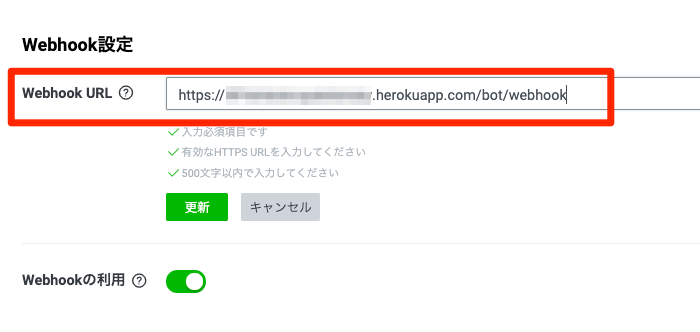 Webhook設定
Webhook URL ?
https:// .herokuapp.com/bot/webhook
入力必須項目です
有効なHTTPS URLを入力してください
500文字以内で入力してください
更新 キャンセル
Webhookの利用 ?